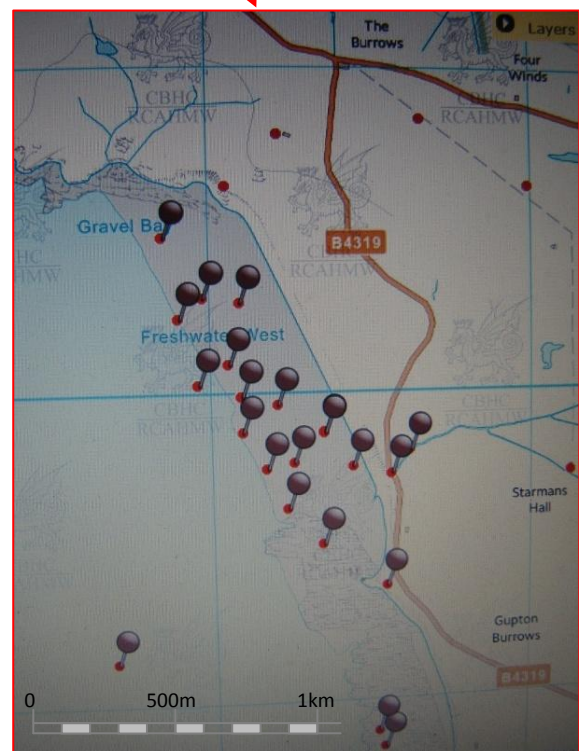 The
Burrows
Layers
Four
Winds
CBHC
RCAHMW
CBHC
RCAHMW
Gravel Ba
B4319
CBHC
RCAHMW
Freshwater West
CBHC
RCAHMW
Starmans
Hall
Gupton
Burrows
B4319
0 500m 1km